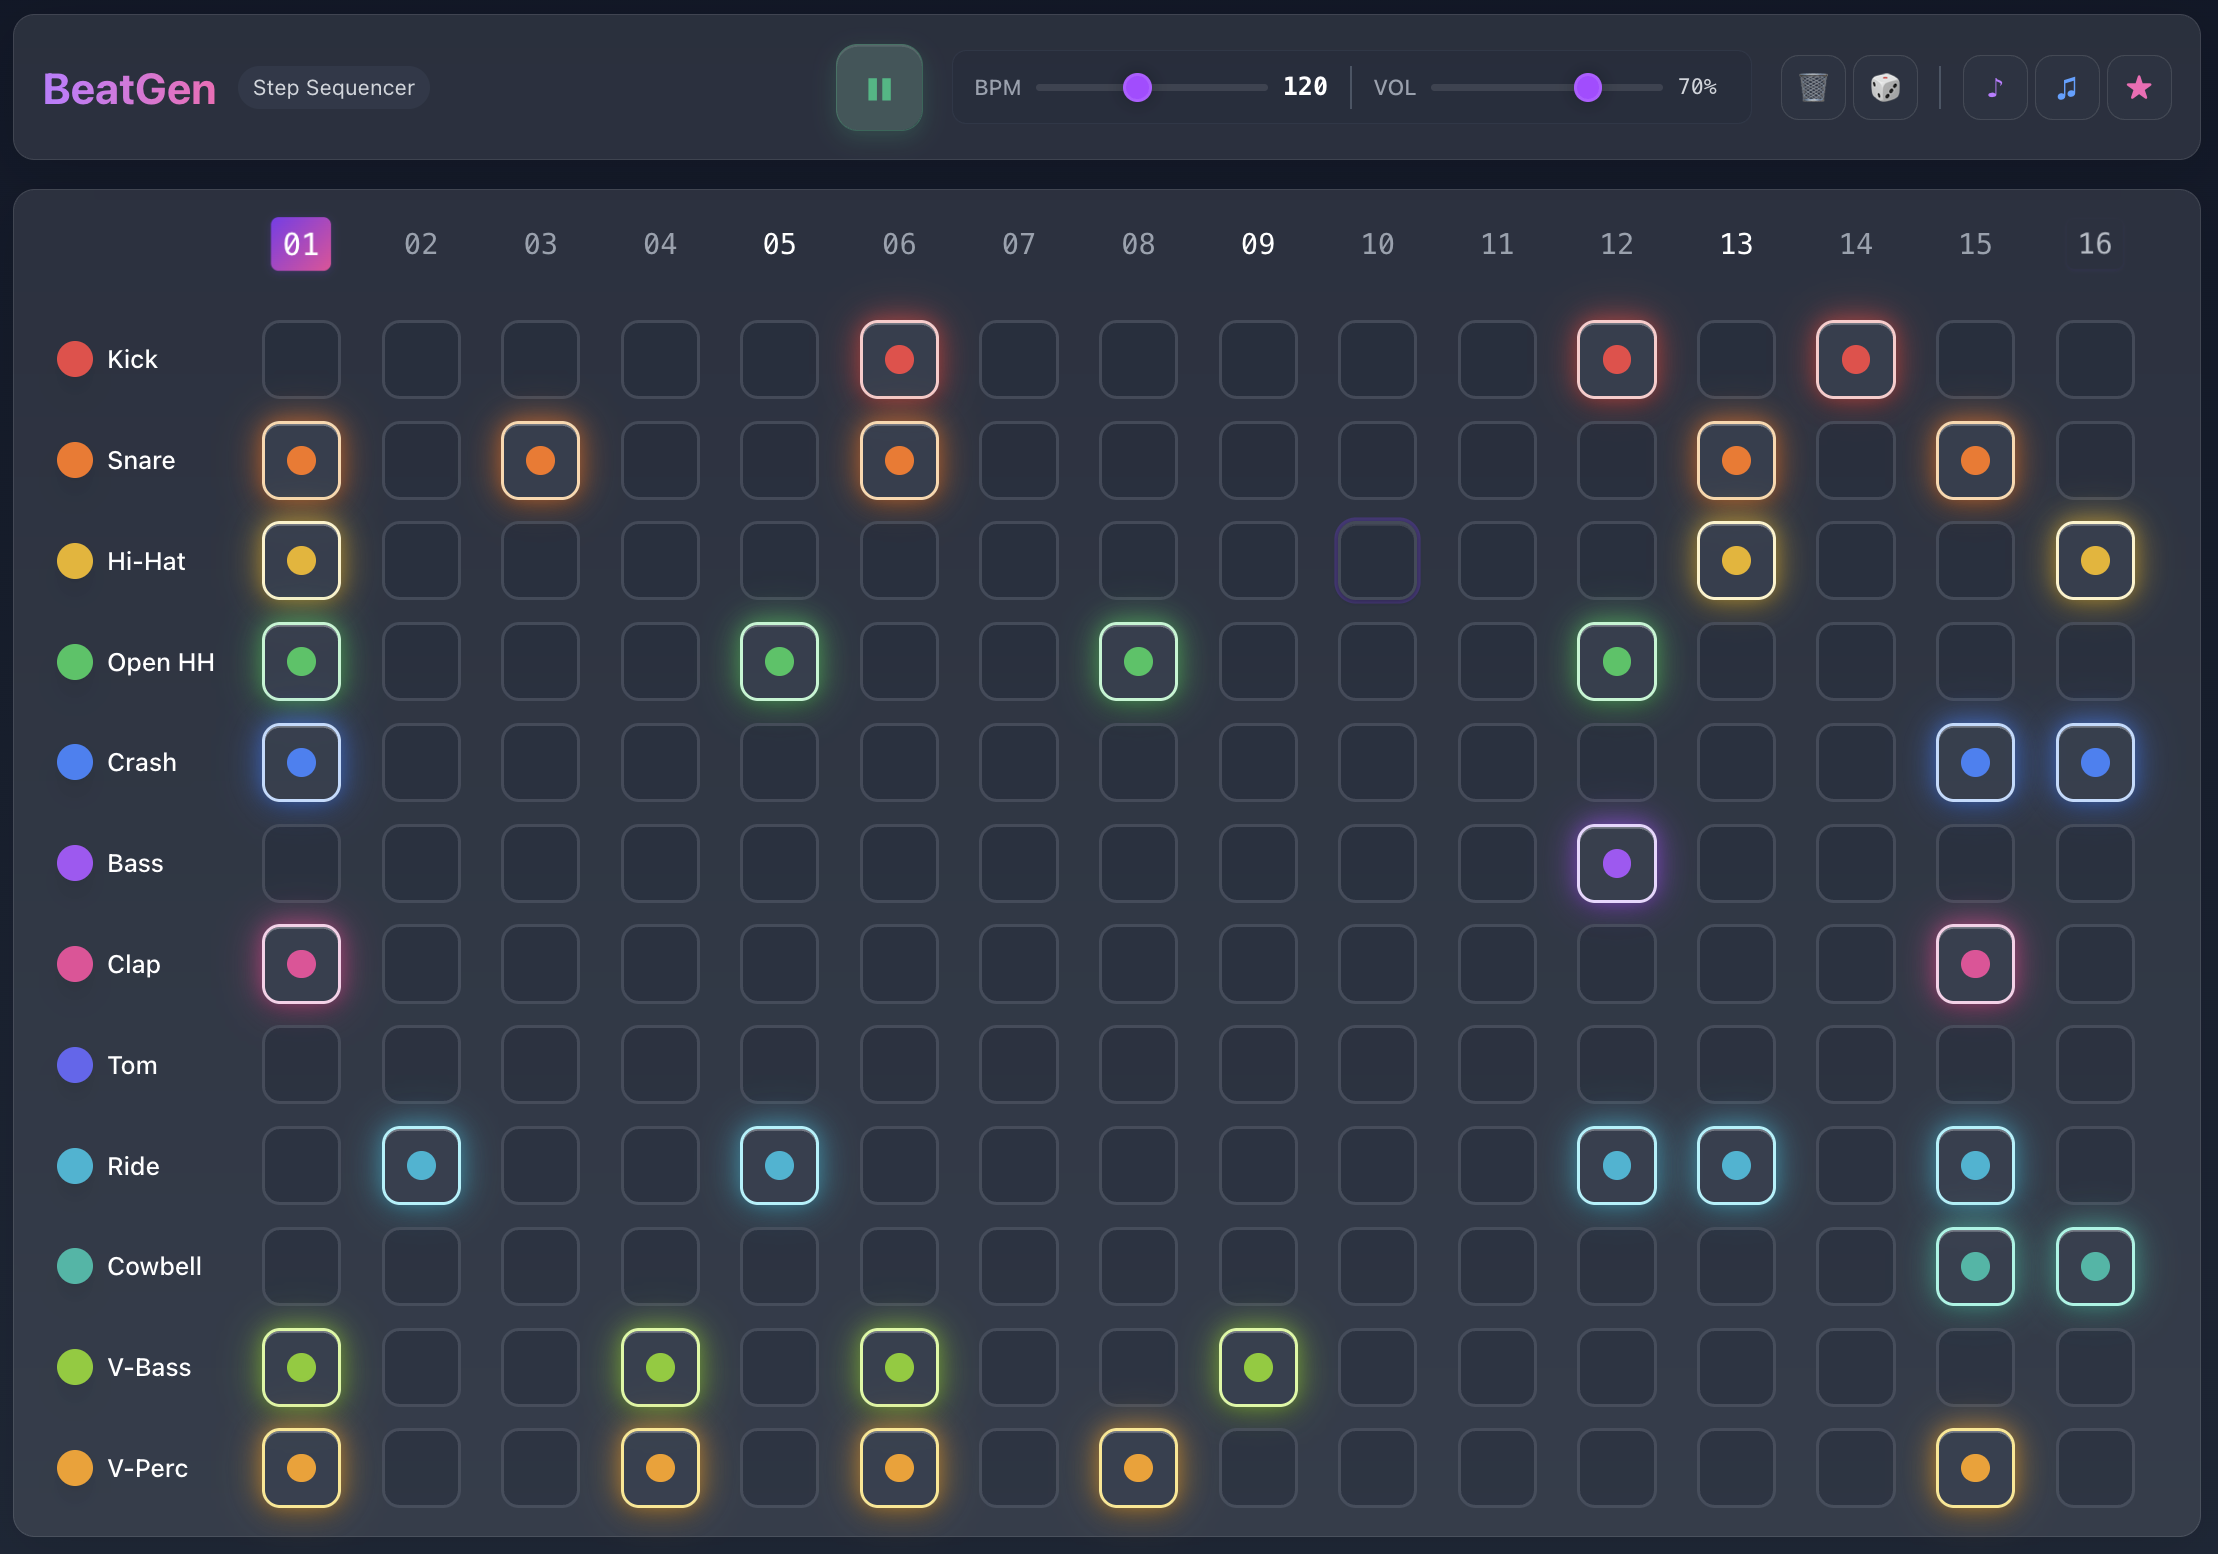 BeatGen Step Sequencer BPM 120 VOL 70%
01 02 03 04 05 06 07 08 09 10 11 12 13 14 15 16
Kick
Snare
Hi-Hat
Open HH
Crash
Bass
Clap
Tom
Ride
Cowbell
V-Bass
V-Perc